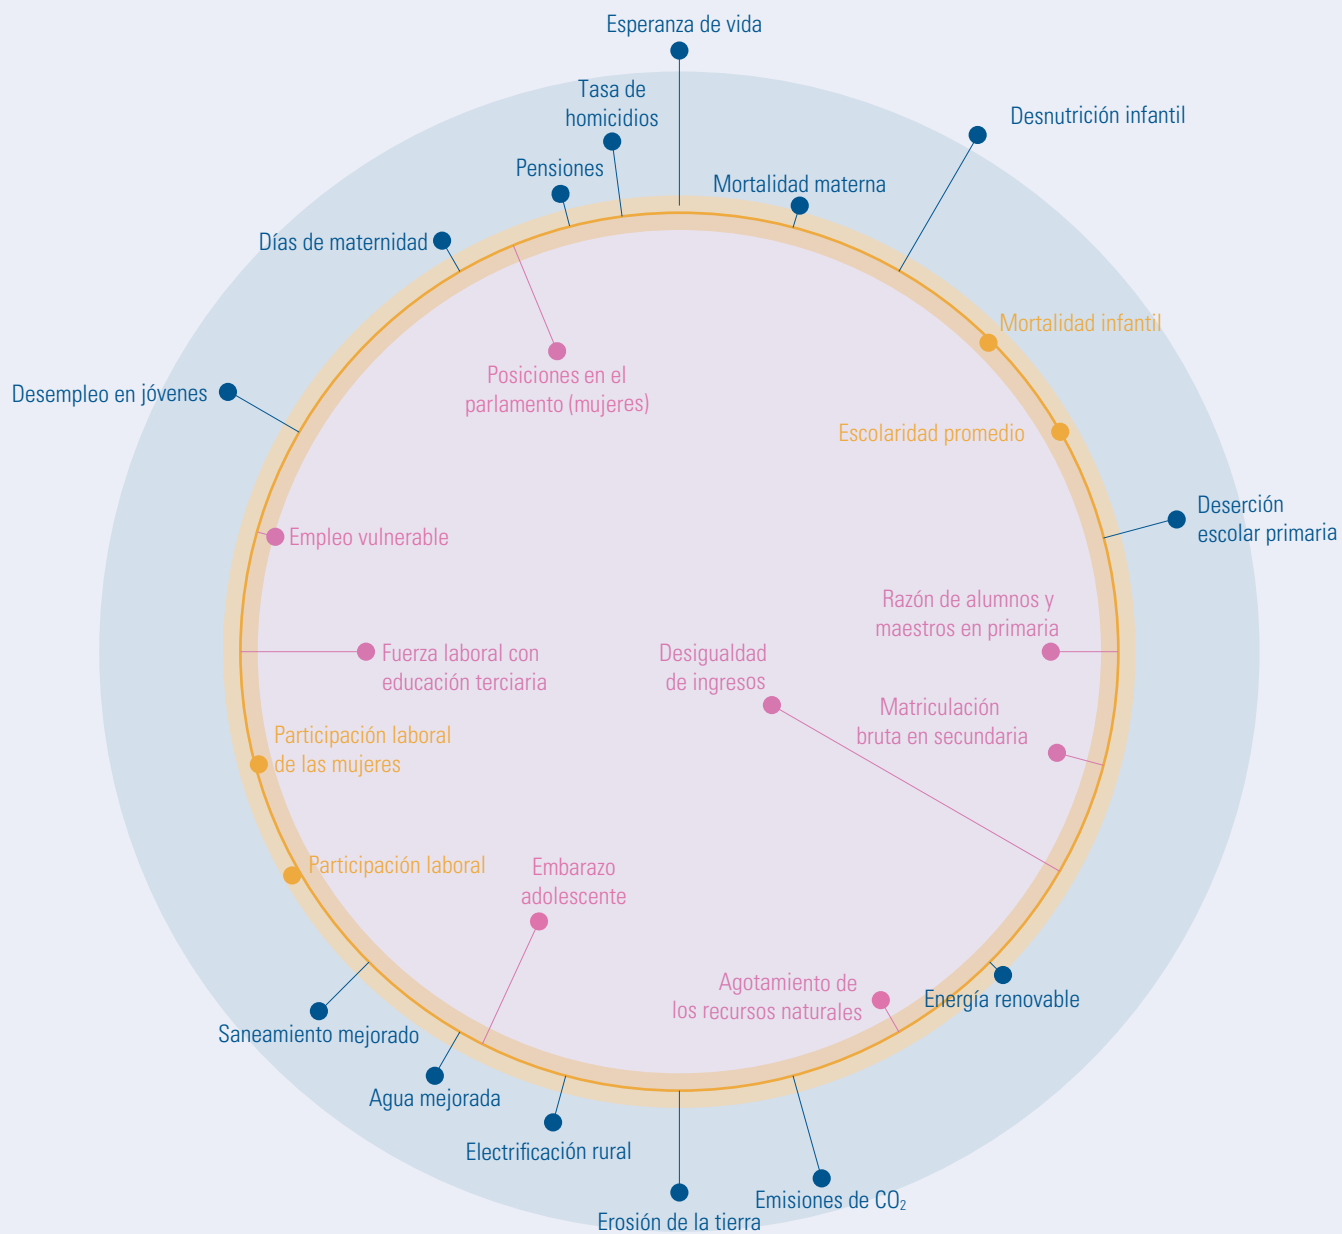 Esperanza de vida
Tasa de
homicidios
Desnutrición infantil
Pensiones
Mortalidad materna
Días de maternidad
Mortalidad infantil
Posiciones en el
parlamento (mujeres)
Desempleo en jóvenes
Escolaridad promedio
Deserción
escolar primaria
Empleo vulnerable
Razón de alumnos y
maestros en primaria
Fuerza laboral con
educación terciaria
Desigualdad
de ingresos
Matriculación
bruta en secundaria
Participación laboral
de las mujeres
Participación laboral
Embarazo
adolescente
Agotamiento de
los recursos naturales
Energía renovable
Saneamiento mejorado
Agua mejorada
Electrificación rural
Emisiones de CO₂
Erosión de la tierra